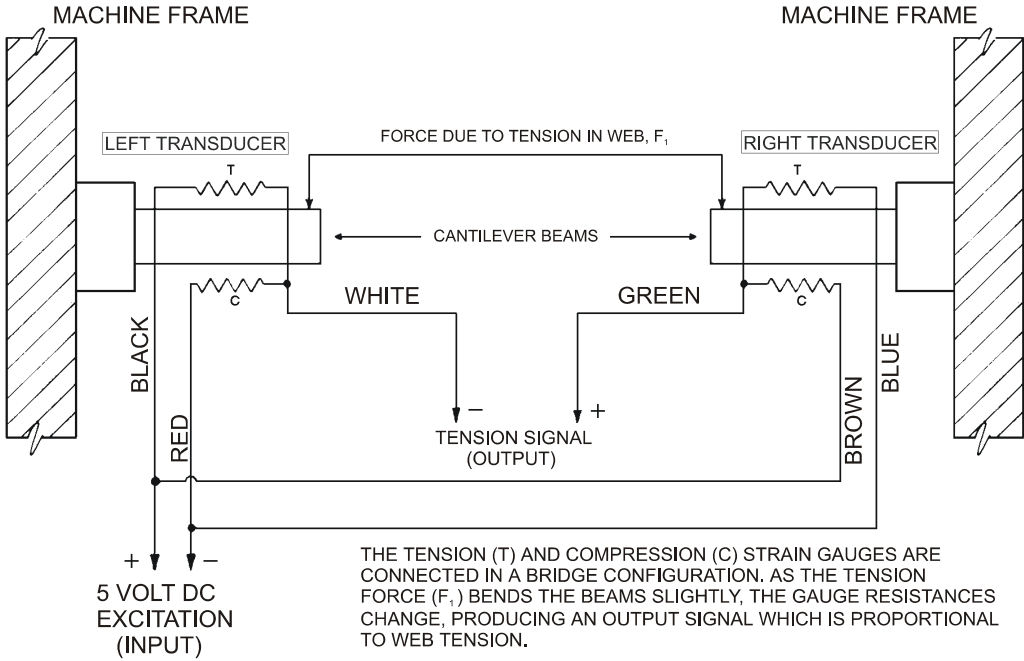 MACHINE FRAME
MACHINE FRAME
LEFT TRANSDUCER
FORCE DUE TO TENSION IN WEB, F₁
RIGHT TRANSDUCER
T
T
CANTILEVER BEAMS
C
WHITE
GREEN
C
BLACK
RED
BROWN
BLUE
− +
TENSION SIGNAL
(OUTPUT)
+ −
5 VOLT DC
EXCITATION
(INPUT)
THE TENSION (T) AND COMPRESSION (C) STRAIN GAUGES ARE
CONNECTED IN A BRIDGE CONFIGURATION. AS THE TENSION
FORCE (F₁) BENDS THE BEAMS SLIGHTLY, THE GAUGE RESISTANCES
CHANGE, PRODUCING AN OUTPUT SIGNAL WHICH IS PROPORTIONAL
TO WEB TENSION.